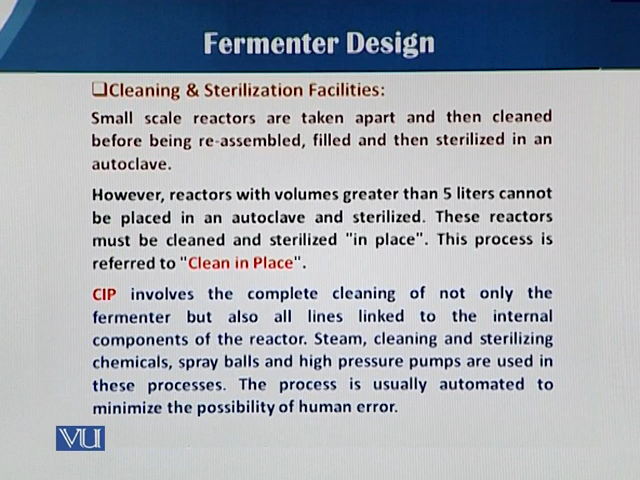 Fermenter Design
❑Cleaning & Sterilization Facilities:
Small scale reactors are taken apart and then cleaned
before being re-assembled, filled and then sterilized in an
autoclave.
However, reactors with volumes greater than 5 liters cannot
be placed in an autoclave and sterilized. These reactors
must be cleaned and sterilized "in place". This process is
referred to "Clean in Place".
CIP involves the complete cleaning of not only the
fermenter but also all lines linked to the internal
components of the reactor. Steam, cleaning and sterilizing
chemicals, spray balls and high pressure pumps are used in
these processes. The process is usually automated to
minimize the possibility of human error.
VU